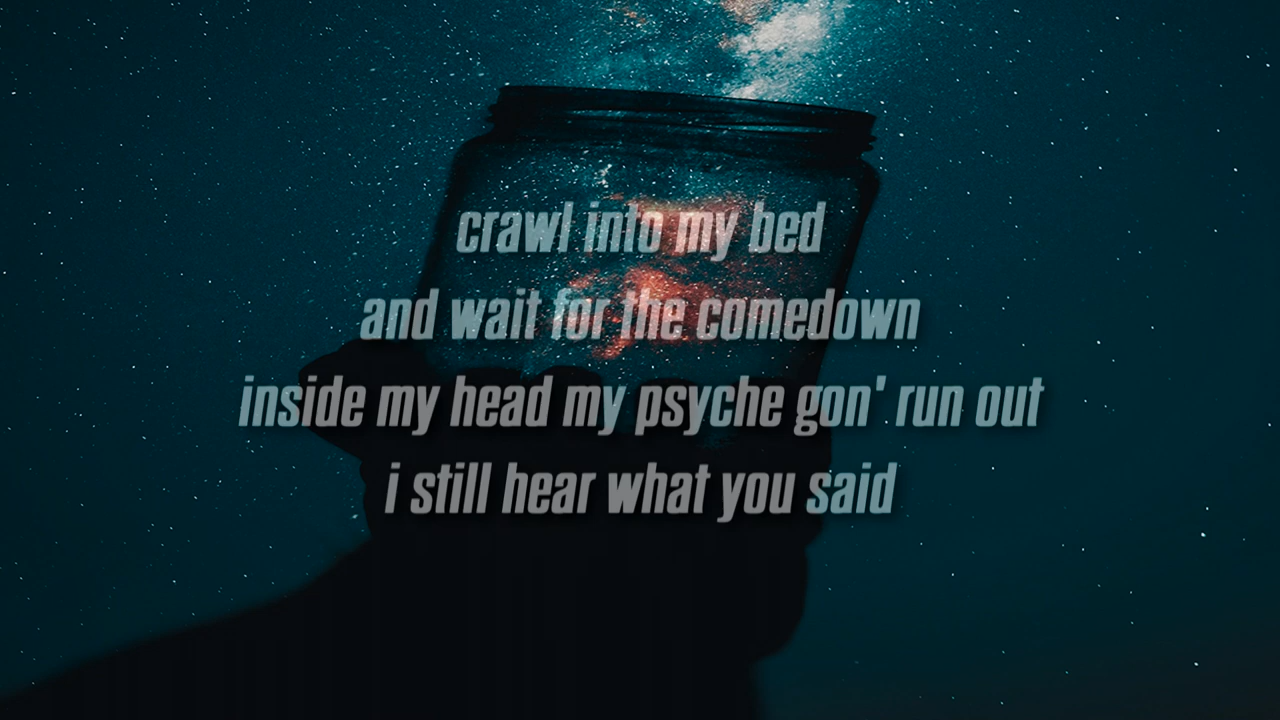 crawl into my bed
and wait for the comedown
inside my head my psyche gon' run out
i still hear what you said